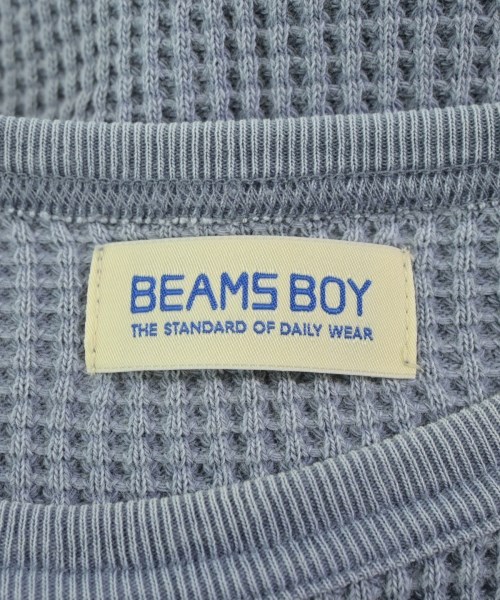 BEAMS BOY
THE STANDARD OF DAILY WEAR